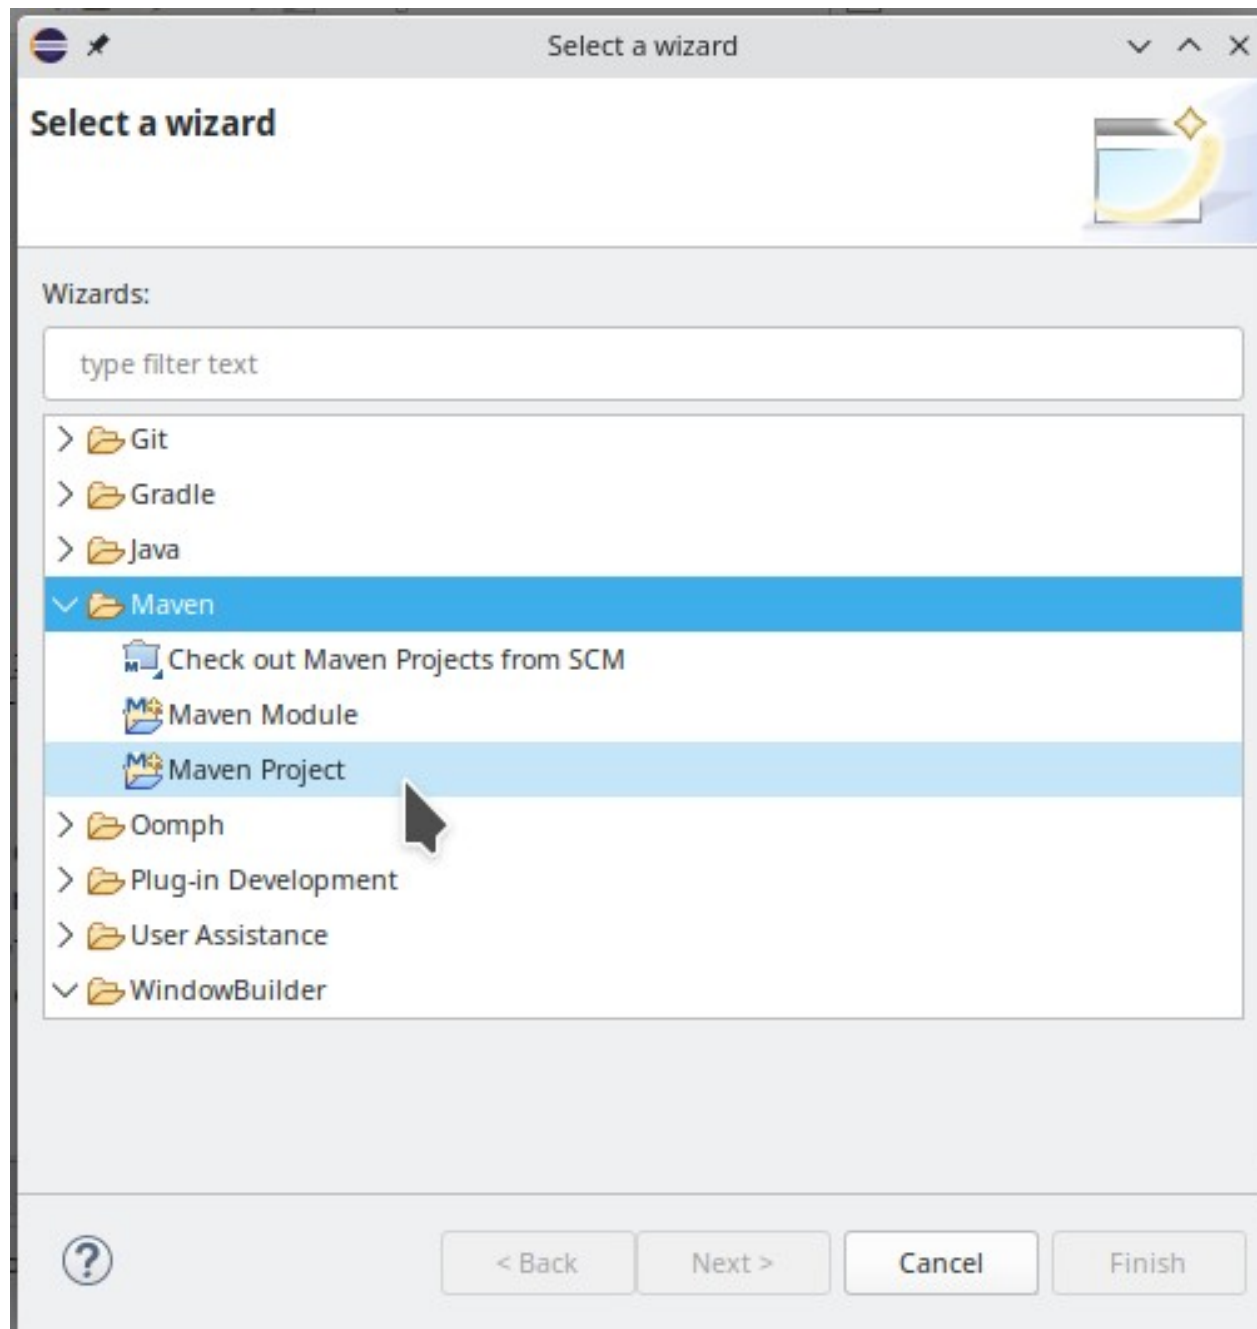 Select a wizard
Select a wizard
Wizards:
type filter text
Git
Gradle
Java
Maven
Check out Maven Projects from SCM
Maven Module
Maven Project
Oomph
Plug-in Development
User Assistance
WindowBuilder
? < Back Next > Cancel Finish